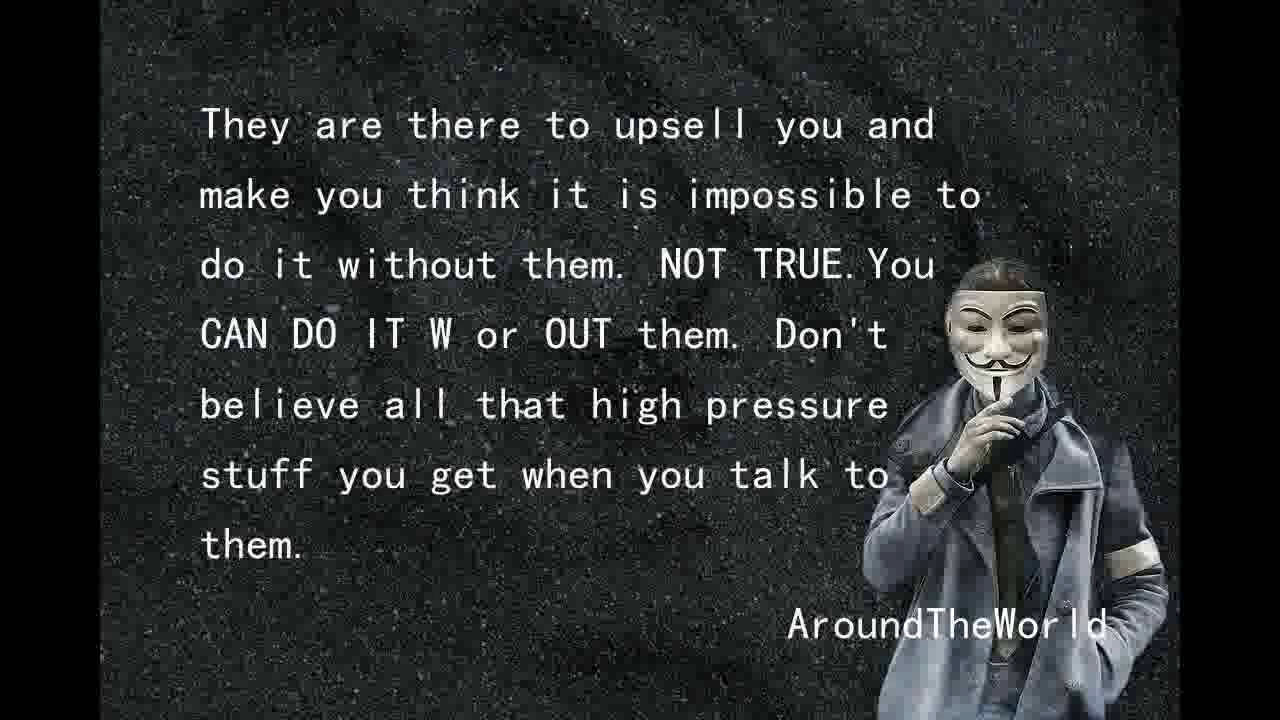 They are there to upsell you and
make you think it is impossible to
do it without them. NOT TRUE.You
CAN DO IT W or OUT them. Don't
believe all that high pressure
stuff you get when you talk to
them.
AroundTheWorld